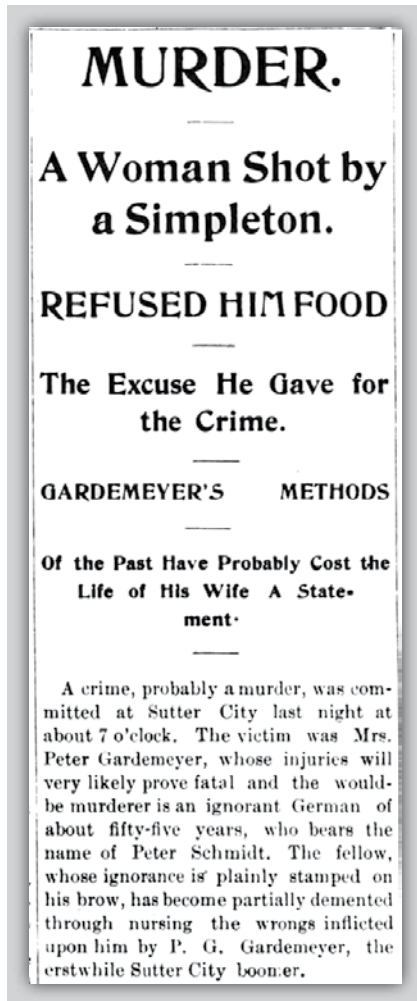 MURDER.
A Woman Shot by
a Simpleton.
REFUSED HIM FOOD
The Excuse He Gave for
the Crime.
GARDEMEYER'S METHODS
Of the Past Have Probably Cost the
Life of His Wife A State-
ment.
A crime, probably a murder, was com-
mitted at Sutter City last night at
about 7 o'clock. The victim was Mrs.
Peter Gardemeyer, whose injuries will
very likely prove fatal and the would-
be murderer is an ignorant German of
about fifty-five years, who bears the
name of Peter Schmidt. The fellow,
whose ignorance is plainly stamped on
his brow, has become partially demented
through nursing the wrongs inflicted
upon him by P. G. Gardemeyer, the
erstwhile Sutter City boomer.